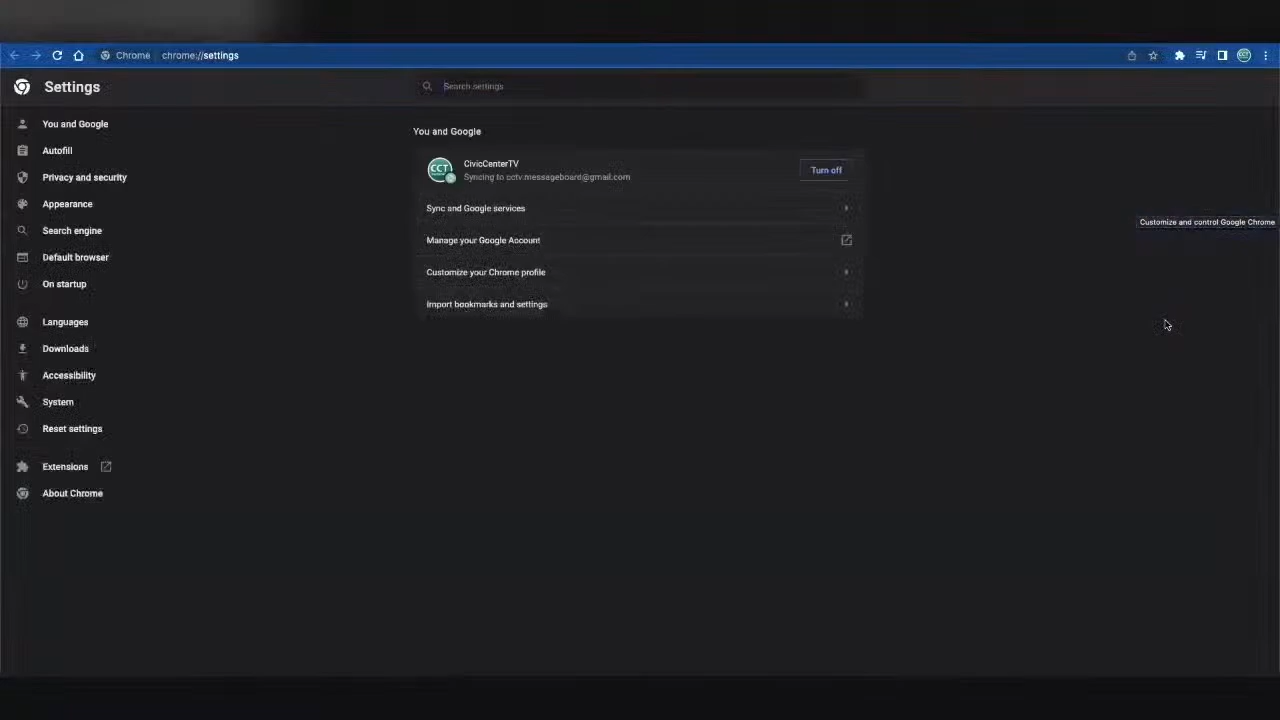 Chrome chrome://settings
Settings
Search settings
You and Google
Autofill
Privacy and security
Appearance
Search engine
Default browser
On startup
Languages
Downloads
Accessibility
System
Reset settings
Extensions
About Chrome
You and Google
CCT
CivicCenterTV
Syncing to cctv.messageboard@gmail.com
Turn off
Sync and Google services
Manage your Google Account
Customize your Chrome profile
Import bookmarks and settings
Customize and control Google Chrome